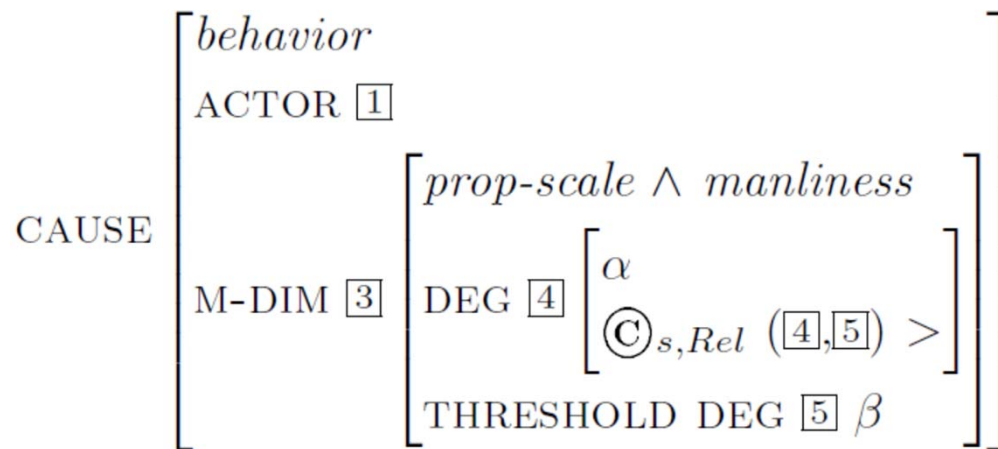 behavior
ACTOR 1
prop-scale ∧ manliness
CAUSE
α
M-DIM 3 DEG 4
Ⓒs,Rel (4,5) >
THRESHOLD DEG 5 β